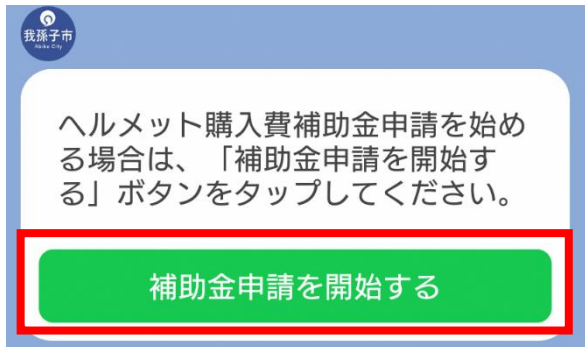 我孫子市
Abiko City
ヘルメット購入費補助金申請を始め
る場合は、「補助金申請を開始す
る」ボタンをタップしてください。
補助金申請を開始する